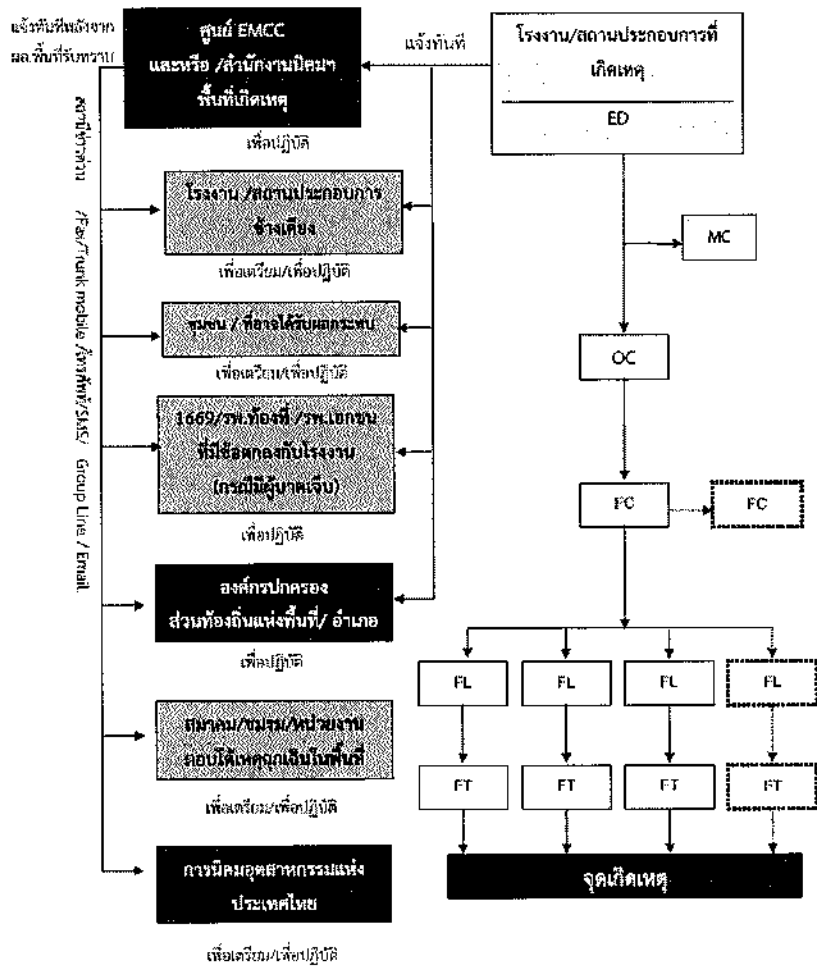 แจ้งทันทีหลังจาก
ผอ.พื้นที่รับทราบ
ศูนย์ EMCC
และหรือ /สำนักงานนิคมฯ
พื้นที่เกิดเหตุ
เพื่อปฏิบัติ
แจ้งทันที
โรงงาน/สถานประกอบการที่
เกิดเหตุ
ED
/Fax/Trunk mobile /โทรศัพท์/SMS/ Group Line / Email
โรงงาน /สถานประกอบการ
ข้างเคียง
เพื่อเตรียม/เพื่อปฏิบัติ
ชุมชน / ที่อาจได้รับผลกระทบ
เพื่อเตรียม/เพื่อปฏิบัติ
1669/รพ.ท้องที่ /รพ.เอกชน
ที่มีข้อตกลงกับโรงงาน
(กรณีมีผู้บาดเจ็บ)
เพื่อปฏิบัติ
องค์กรปกครอง
ส่วนท้องถิ่นแห่งพื้นที่/ อำเภอ
เพื่อปฏิบัติ
สมาคม/ชมรม/หน่วยงาน
ตอบโต้เหตุฉุกเฉินในพื้นที่
เพื่อเตรียม/เพื่อปฏิบัติ
การนิคมอุตสาหกรรมแห่ง
ประเทศไทย
เพื่อเตรียม/เพื่อปฏิบัติ
MC
OC
FC
FC
FL
FL
FL
FL
FT
FT
FT
FT
จุดเกิดเหตุ